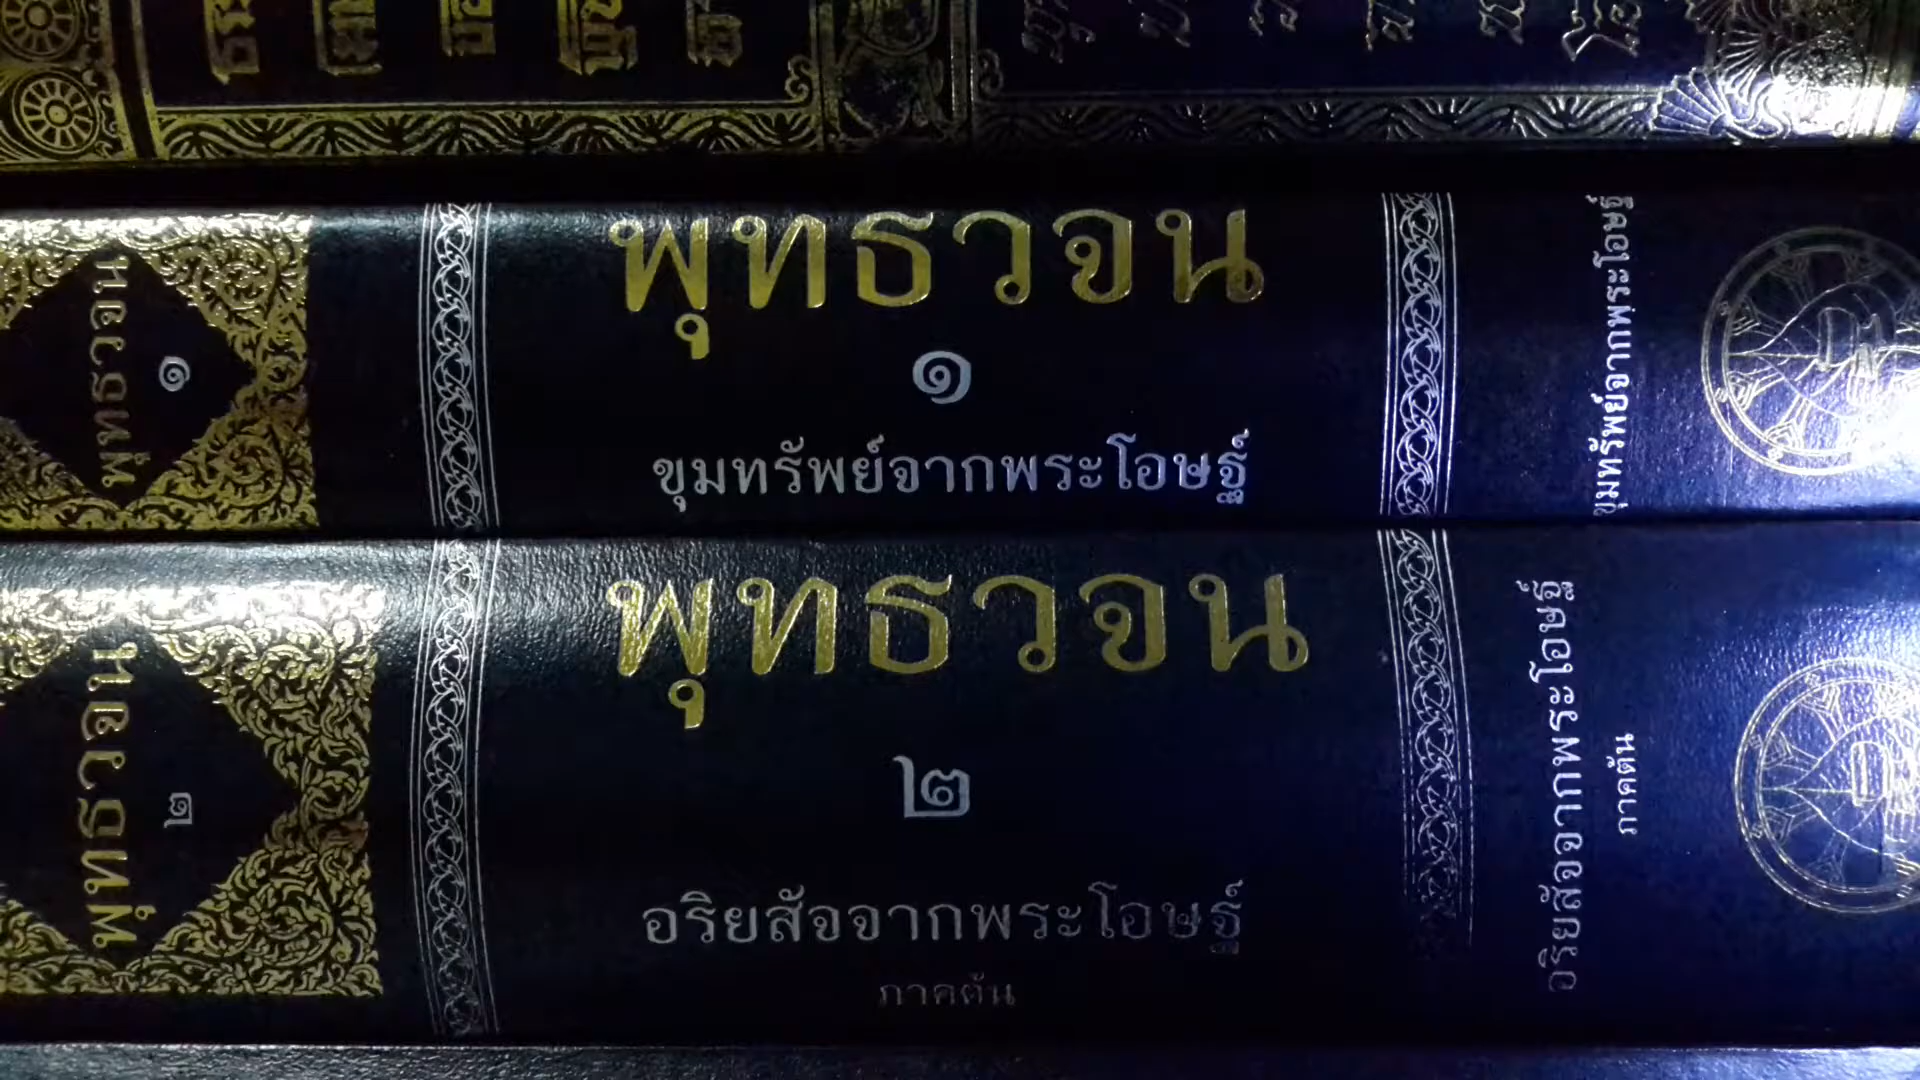 พุทธวจน
๑
พุทธวจน
๑
ขุมทรัพย์จากพระโอษฐ์
ขุมทรัพย์จากพระโอษฐ์
พุทธวจน
๒
พุทธวจน
๒
อริยสัจจากพระโอษฐ์
ภาคต้น
อริยสัจจากพระโอษฐ์
ภาคต้น